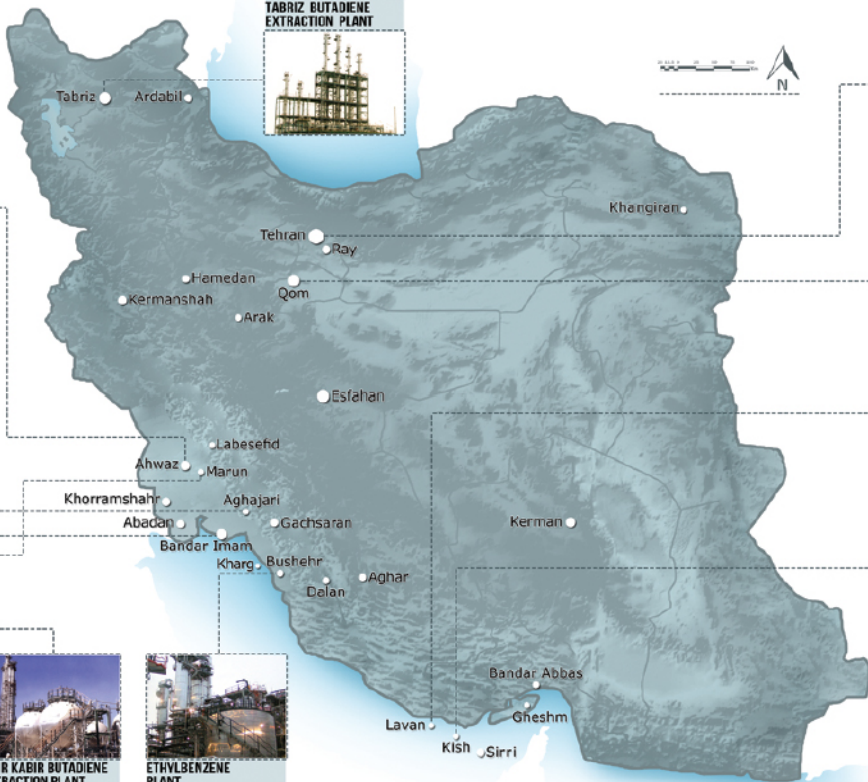 TABRIZ BUTADIENE
EXTRACTION PLANT
N
Tabriz
Ardabil
Khangiran
Tehran
Ray
Hamedan
Qom
Kermanshah
Arak
Esfahan
Labesefid
Ahwaz
Marun
Khorramshahr
Aghajari
Abadan
Gachsaran
Kerman
Bandar Imam
Kharg
Bushehr
Aghar
Dalan
Bandar Abbas
Gheshm
Lavan
Kish
Sirri
R KABIR BUTADIENE
RACTION PLANT
ETHYLBENZENE
PLANT